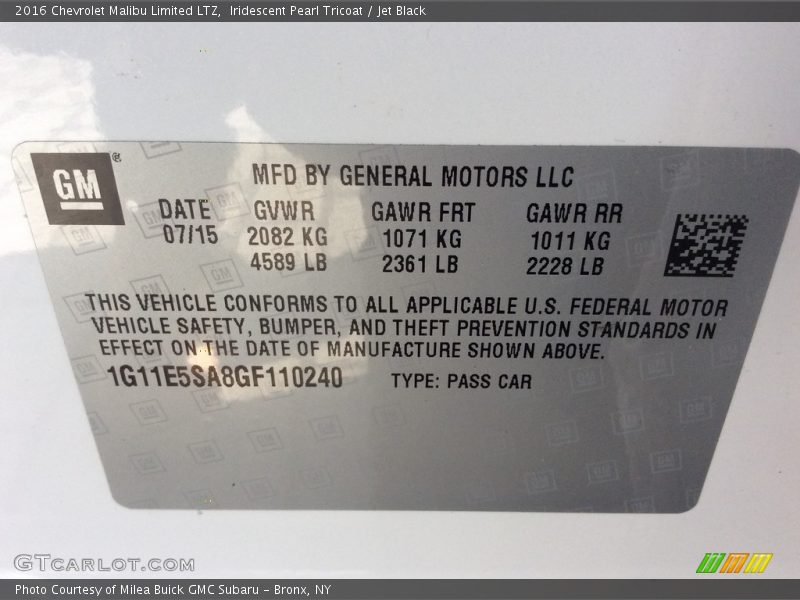 2016 Chevrolet Malibu Limited LTZ,  Iridescent Pearl Tricoat / Jet Black
GM ®
MFD BY GENERAL MOTORS LLC
DATE GVWR GAWR FRT GAWR RR
07/15 2082 KG 1071 KG 1011 KG
4589 LB 2361 LB 2228 LB
THIS VEHICLE CONFORMS TO ALL APPLICABLE U.S. FEDERAL MOTOR
VEHICLE SAFETY, BUMPER, AND THEFT PREVENTION STANDARDS IN
EFFECT ON THE DATE OF MANUFACTURE SHOWN ABOVE.
1G11E5SA8GF110240 TYPE: PASS CAR
GTCARLOT.COM
Photo Courtesy of Milea Buick GMC Subaru - Bronx, NY